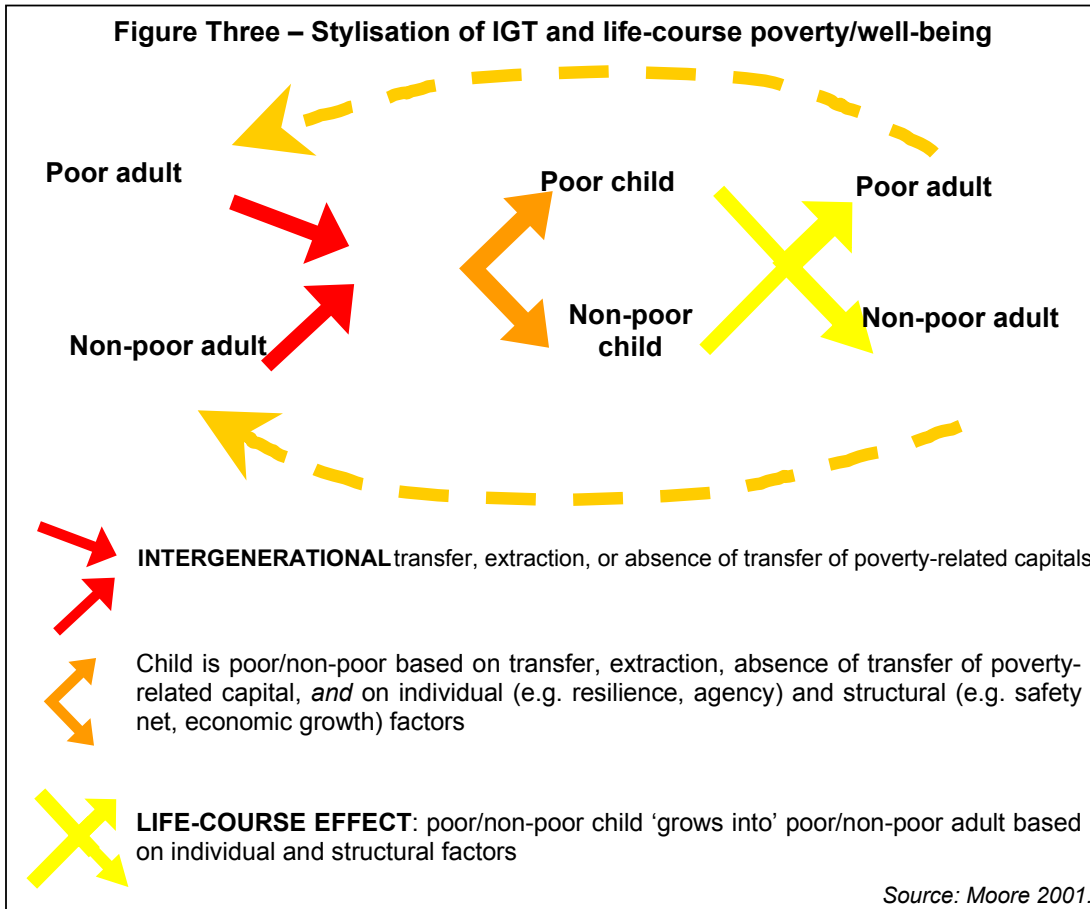 Figure Three – Stylisation of IGT and life-course poverty/well-being
Poor adult
Non-poor adult
Poor child
Non-poor
child
Poor adult
Non-poor adult
INTERGENERATIONAL transfer, extraction, or absence of transfer of poverty-related capitals
Child is poor/non-poor based on transfer, extraction, absence of transfer of poverty-
related capital, and on individual (e.g. resilience, agency) and structural (e.g. safety
net, economic growth) factors
LIFE-COURSE EFFECT: poor/non-poor child ‘grows into’ poor/non-poor adult based
on individual and structural factors
Source: Moore 2001.